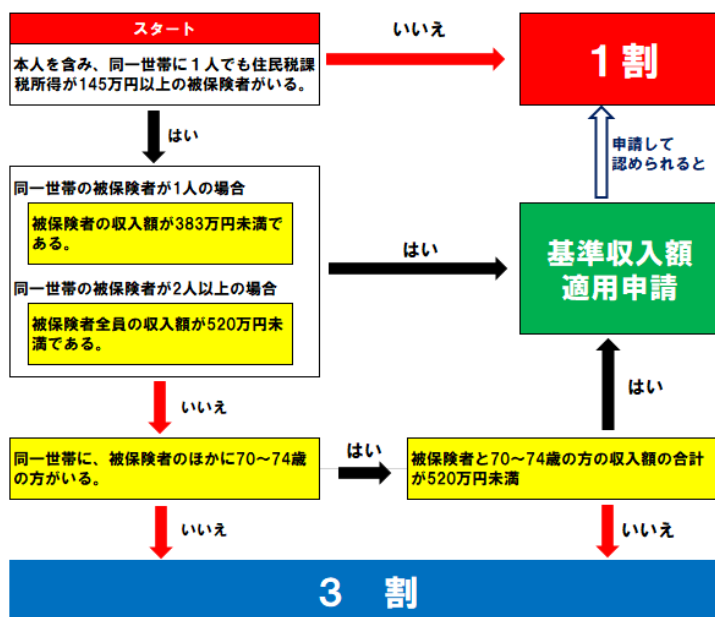 スタート
本人を含み、同一世帯に1人でも住民税課
税所得が145万円以上の被保険者がいる。
いいえ
1割
はい
申請して
認められると
同一世帯の被保険者が1人の場合
被保険者の収入額が383万円未満で
ある。
はい
基準収入額
適用申請
同一世帯の被保険者が2人以上の場合
被保険者全員の収入額が520万円未
満である。
いいえ
はい
同一世帯に、被保険者のほかに70～74歳
の方がいる。
はい
被保険者と70～74歳の方の収入額の合計
が520万円未満
いいえ
いいえ
3 割